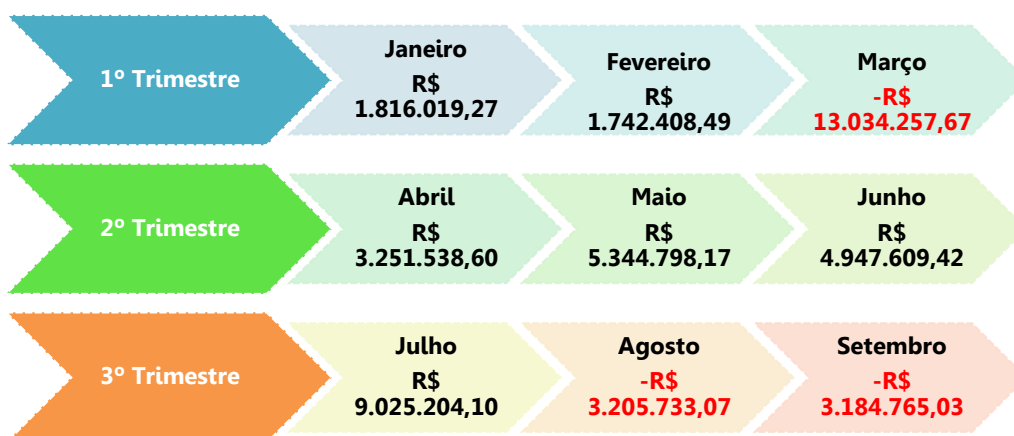 1º Trimestre
Janeiro
R$
1.816.019,27
Fevereiro
R$
1.742.408,49
Março
-R$
13.034.257,67
2º Trimestre
Abril
R$
3.251.538,60
Maio
R$
5.344.798,17
Junho
R$
4.947.609,42
3º Trimestre
Julho
R$
9.025.204,10
Agosto
-R$
3.205.733,07
Setembro
-R$
3.184.765,03